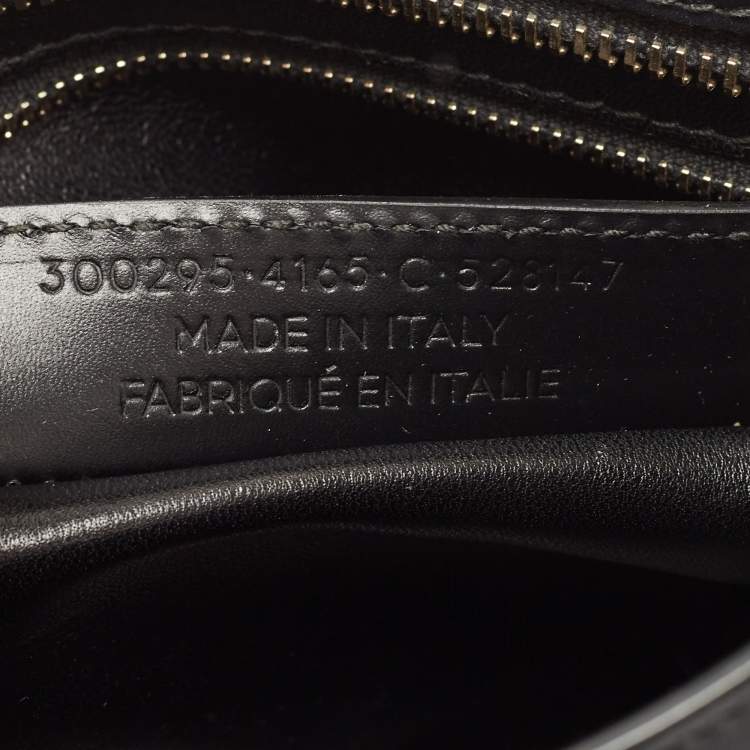 300295·4165·C·528147
MADE IN ITALY
FABRIQUÉ EN ITALIE